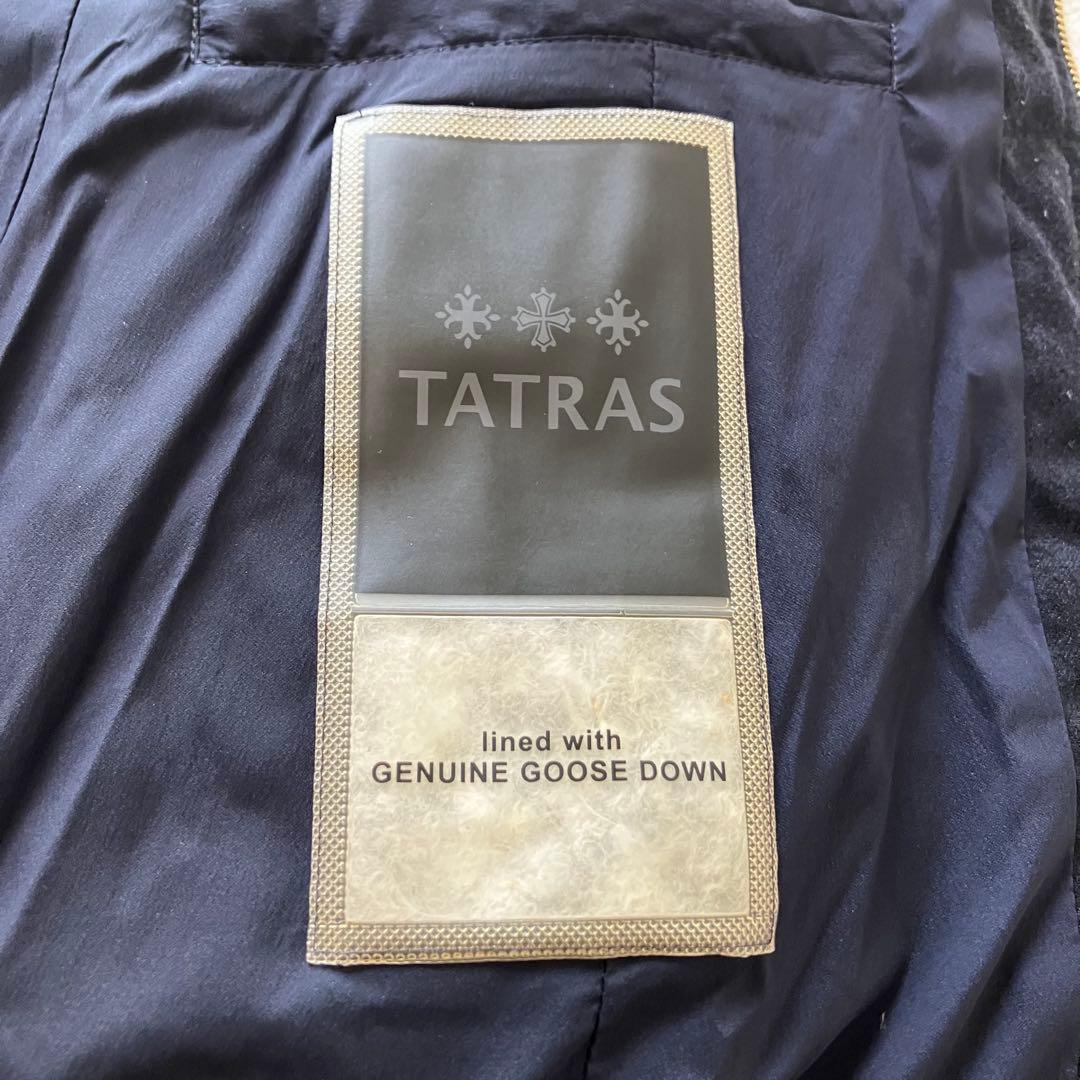 TATRAS
lined with
GENUINE GOOSE DOWN